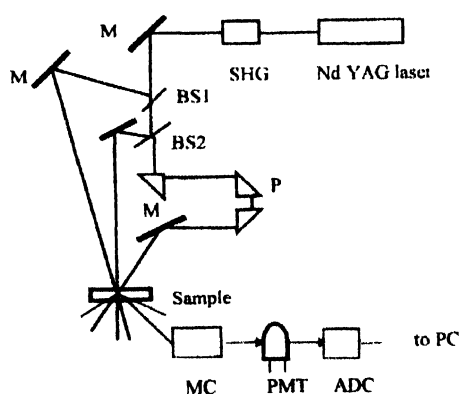 M
M
SHG
Nd YAG laser
BS1
BS2
P
M
Sample
to PC
MC
PMT
ADC